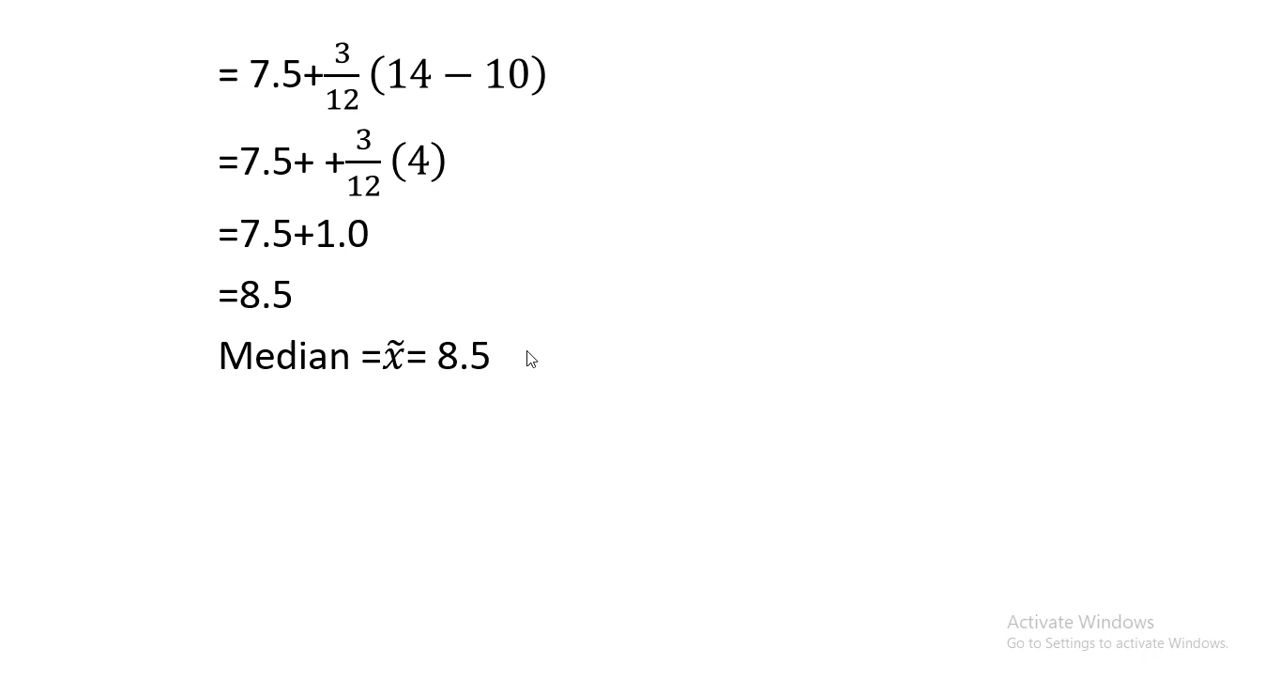 = 7.5+3/12 (14 − 10)
=7.5+ +3/12 (4)
=7.5+1.0
=8.5
Median =x̃= 8.5
Activate Windows
Go to Settings to activate Windows.